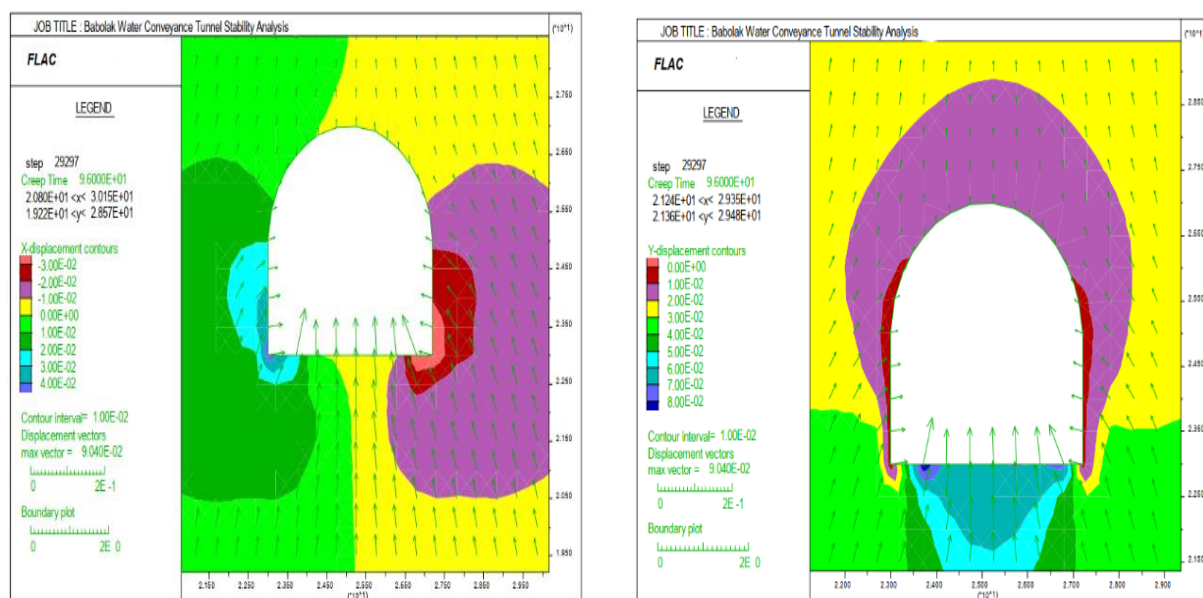 JOB TITLE : Babolak Water Conveyance Tunnel Stability Analysis
(*10^1)
FLAC
LEGEND
step 29297
Creep Time 9.6000E+01
2.080E+01 <x< 3.015E+01
1.922E+01 <y< 2.857E+01
X-displacement contours
-3.00E-02
-2.00E-02
-1.00E-02
0.00E+00
1.00E-02
2.00E-02
3.00E-02
4.00E-02
Contour interval= 1.00E-02
Displacement vectors
max vector = 9.040E-02
0 2E -1
Boundary plot
0 2E 0
2.750
2.650
2.550
2.450
2.350
2.250
2.150
2.050
1.950
2.150 2.250 2.350 2.450 2.550 2.650 2.750 2.850 2.950
(*10^1)
JOB TITLE : Babolak Water Conveyance Tunnel Stability Analysis
(*10^1)
FLAC
LEGEND
step 29297
Creep Time 9.6000E+01
2.124E+01 <x< 2.935E+01
2.136E+01 <y< 2.948E+01
Y-displacement contours
0.00E+00
1.00E-02
2.00E-02
3.00E-02
4.00E-02
5.00E-02
6.00E-02
7.00E-02
8.00E-02
Contour interval= 1.00E-02
Displacement vectors
max vector = 9.040E-02
0 2E -1
Boundary plot
0 2E 0
2.200 2.300 2.400 2.500 2.600 2.700 2.800 2.900
(*10^1)